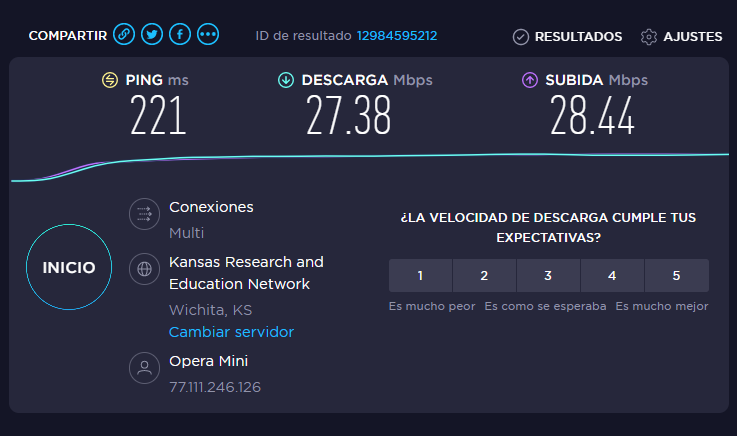 COMPARTIR ID de resultado 12984595212 RESULTADOS AJUSTES
PING ms DESCARGA Mbps SUBIDA Mbps
221 27.38 28.44
INICIO
Conexiones
Multi
Kansas Research and
Education Network
Wichita, KS
Cambiar servidor
Opera Mini
77.111.246.126
¿LA VELOCIDAD DE DESCARGA CUMPLE TUS
EXPECTATIVAS?
1 2 3 4 5
Es mucho peor Es como se esperaba Es mucho mejor